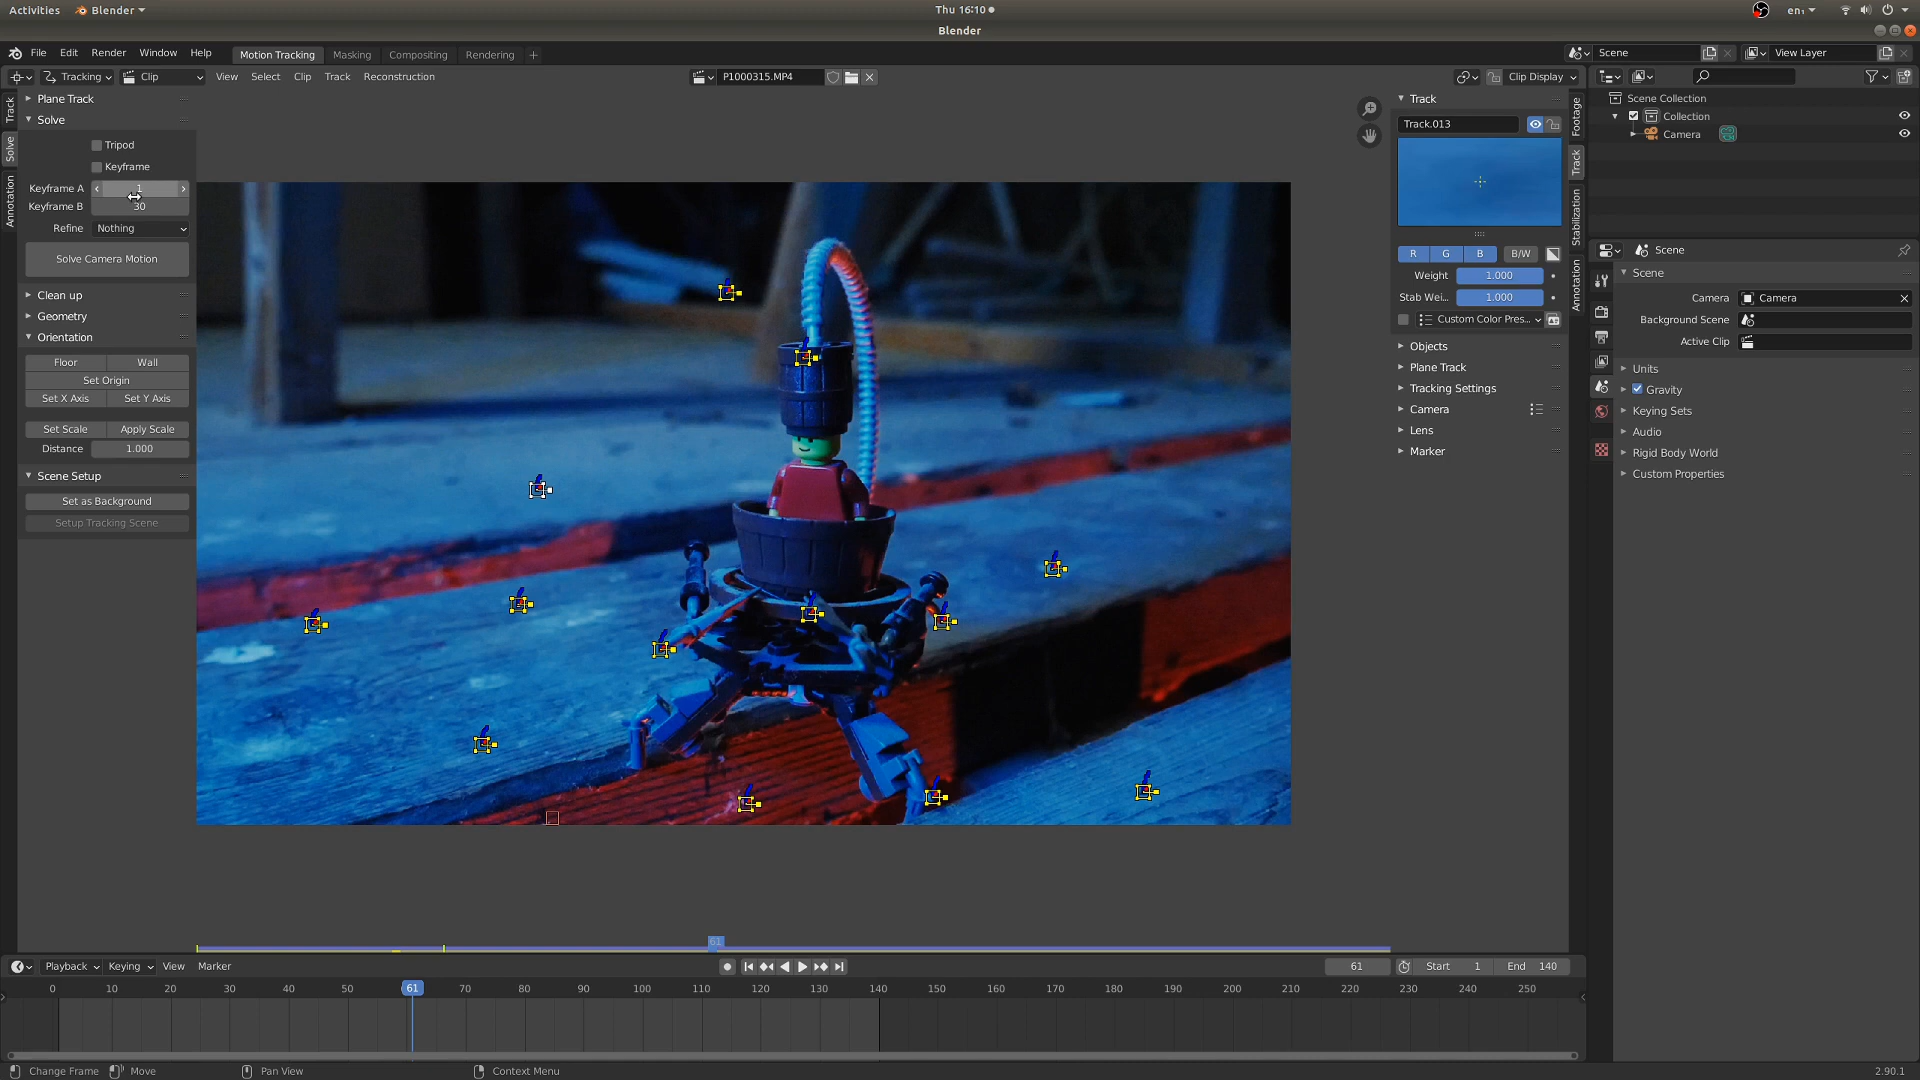 Activities Blender Thu 16:10 en₁
Blender
File Edit Render Window Help Motion Tracking Masking Compositing Rendering + Scene View Layer
Tracking Clip View Select Clip Track Reconstruction P1000315.MP4 Clip Display
Track
Solve
Annotation
Plane Track
Solve
Tripod
Keyframe
Keyframe A 1
Keyframe B 30
Refine Nothing
Solve Camera Motion
Clean up
Geometry
Orientation
Floor Wall
Set Origin
Set X Axis Set Y Axis
Set Scale Apply Scale
Distance 1.000
Scene Setup
Set as Background
Setup Tracking Scene
Track
Track.013
R G B B/W
Weight 1.000
Stab Wei... 1.000
Custom Color Pres...
Objects
Plane Track
Tracking Settings
Camera
Lens
Marker
Footage
Track
Stabilization
Annotation
Scene Collection
Collection
Camera
Scene
Scene
Camera Camera
Background Scene
Active Clip
Units
Gravity
Keying Sets
Audio
Rigid Body World
Custom Properties
61
Playback Keying View Marker 61 Start 1 End 140
0 10 20 30 40 50 61 70 80 90 100 110 120 130 140 150 160 170 180 190 200 210 220 230 240 250
Change Frame Move Pan View Context Menu 2.90.1